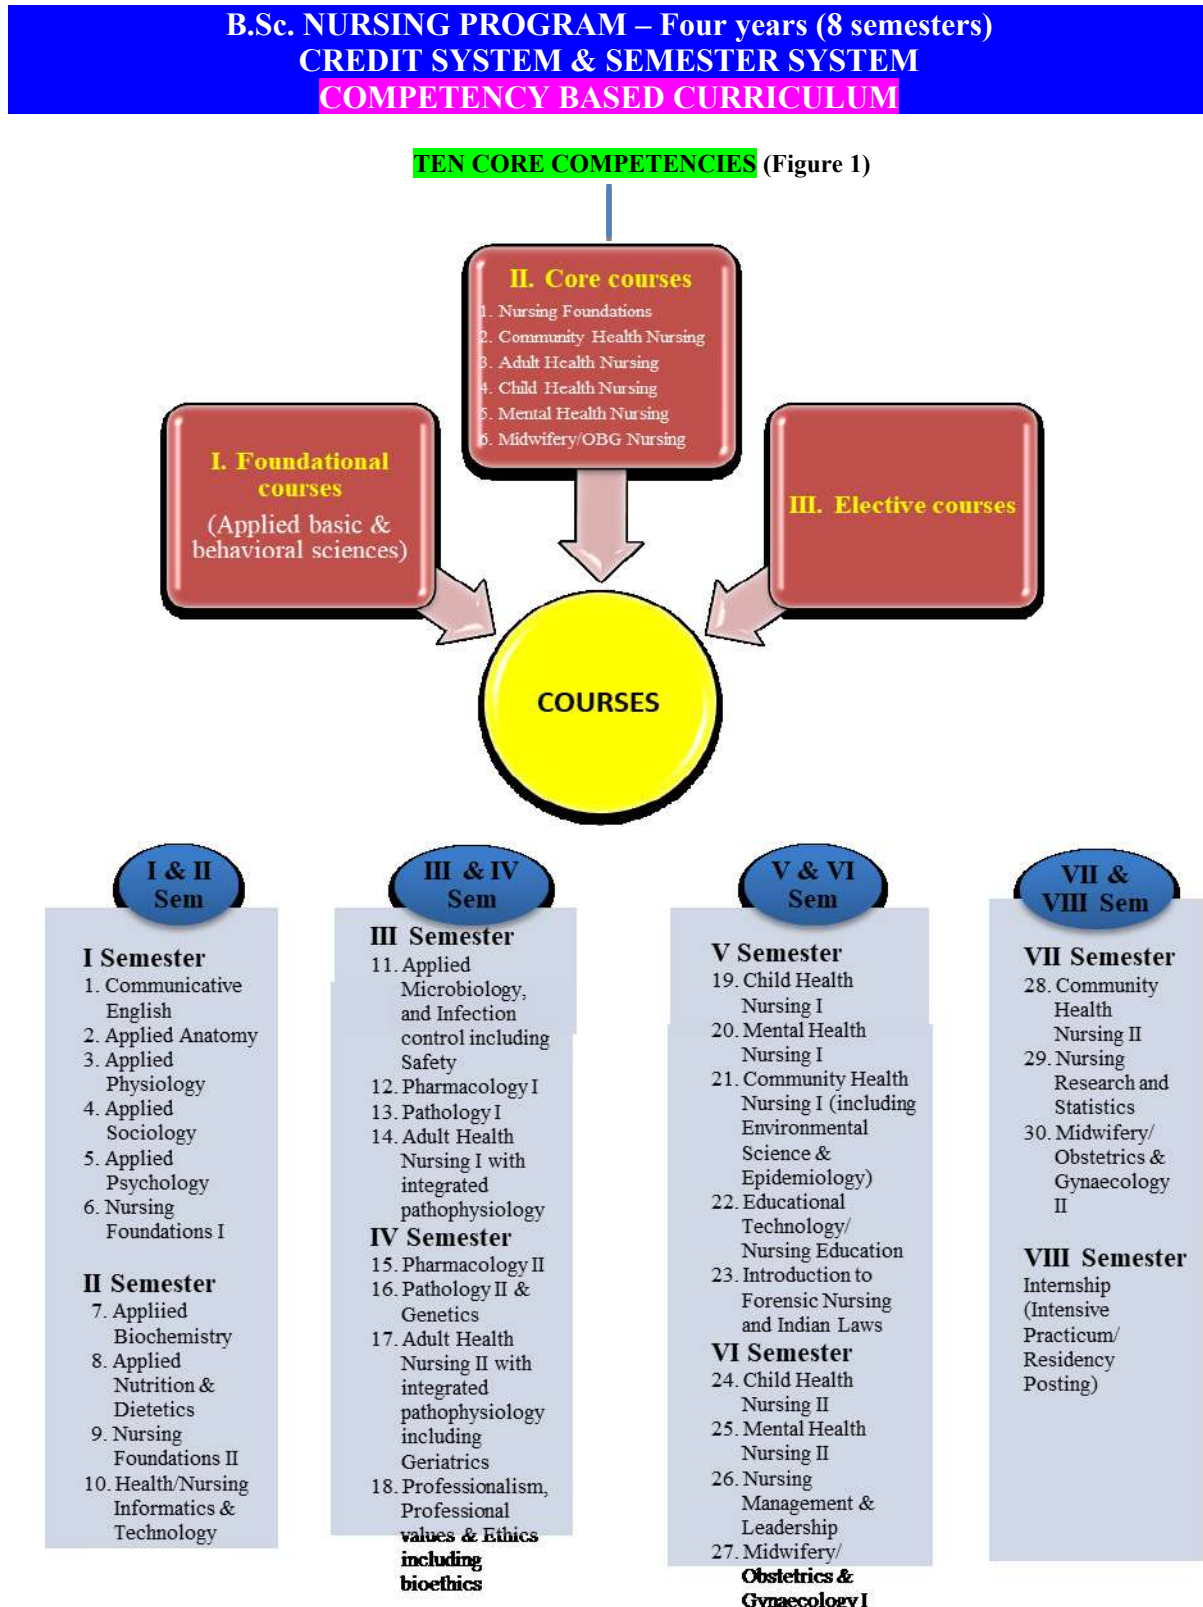 B.Sc. NURSING PROGRAM – Four years (8 semesters)
CREDIT SYSTEM & SEMESTER SYSTEM
COMPETENCY BASED CURRICULUM
TEN CORE COMPETENCIES (Figure 1)
II. Core courses
1. Nursing Foundations
2. Community Health Nursing
3. Adult Health Nursing
4. Child Health Nursing
5. Mental Health Nursing
6. Midwifery/OBG Nursing
I. Foundational
courses
(Applied basic &
behavioral sciences)
III. Elective courses
COURSES
I & II
Sem
I Semester
1. Communicative
English
2. Applied Anatomy
3. Applied
Physiology
4. Applied
Sociology
5. Applied
Psychology
6. Nursing
Foundations I
II Semester
7. Appliied
Biochemistry
8. Applied
Nutrition &
Dietetics
9. Nursing
Foundations II
10. Health/Nursing
Informatics &
Technology
III & IV
Sem
III Semester
11. Applied
Microbiology,
and Infection
control including
Safety
12. Pharmacology I
13. Pathology I
14. Adult Health
Nursing I with
integrated
pathophysiology
IV Semester
15. Pharmacology II
16. Pathology II &
Genetics
17. Adult Health
Nursing II with
integrated
pathophysiology
including
Geriatrics
18. Professionalism,
Professional
values & Ethics
including
bioethics
V & VI
Sem
V Semester
19. Child Health
Nursing I
20. Mental Health
Nursing I
21. Community Health
Nursing I (including
Environmental
Science &
Epidemiology)
22. Educational
Technology/
Nursing Education
23. Introduction to
Forensic Nursing
and Indian Laws
VI Semester
24. Child Health
Nursing II
25. Mental Health
Nursing II
26. Nursing
Management &
Leadership
27. Midwifery/
Obstetrics &
Gynaecology I
VII &
VIII Sem
VII Semester
28. Community
Health
Nursing II
29. Nursing
Research and
Statistics
30. Midwifery/
Obstetrics &
Gynaecology
II
VIII Semester
Internship
(Intensive
Practicum/
Residency
Posting)